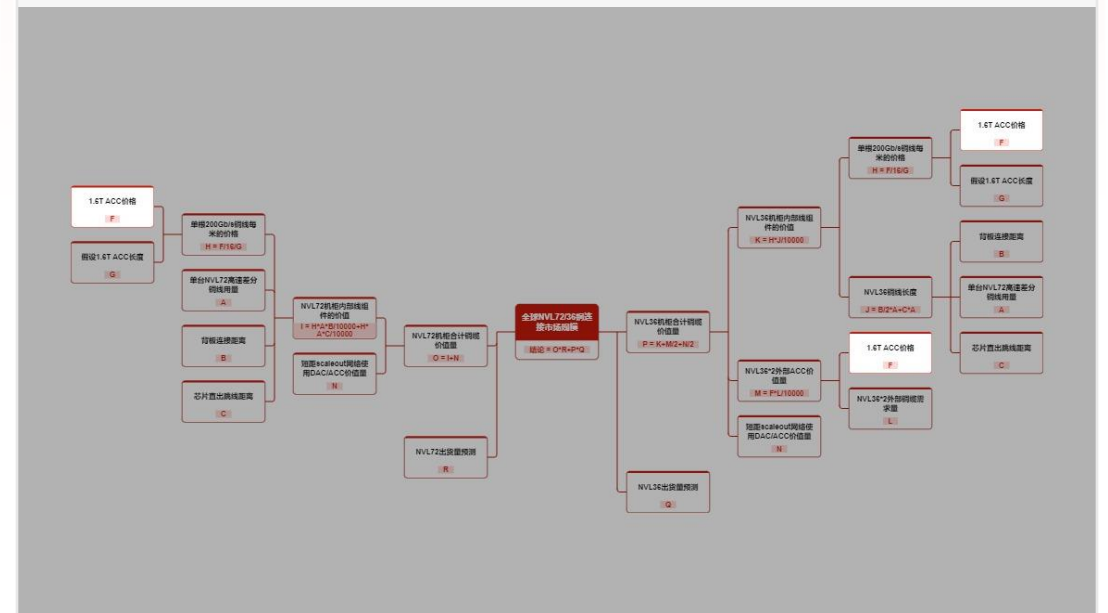 1.6T ACC价格
F
假设1.6T ACC长度
G
单根200Gb/s铜线每
米的价格
H = F/16/G
单台NVL72高速差分
铜线用量
A
背板连接距离
B
芯片直出跳线距离
C
NVL72机柜内部线组
件的价值
I = H*A*B/10000+H*
A*C/10000
短距scaleout网络使
用DAC/ACC价值量
N
NVL72机柜合计铜缆
价值量
O = I+N
NVL72出货量预测
R
全球NVL72/36铜连
接市场规模
结论 = O*R+P*Q
NVL36机柜合计铜缆
价值量
P = K+M/2+N/2
NVL36出货量预测
Q
NVL36机柜内部线组
件的价值
K = H*J/10000
NVL36*2外部ACC价
值量
M = F*L/10000
短距scaleout网络使
用DAC/ACC价值量
N
单根200Gb/s铜线每
米的价格
H = F/16/G
NVL36铜线长度
J = B/2*A+C*A
1.6T ACC价格
F
NVL36*2外部铜缆需
求量
L
1.6T ACC价格
F
假设1.6T ACC长度
G
背板连接距离
B
单台NVL72高速差分
铜线用量
A
芯片直出跳线距离
C